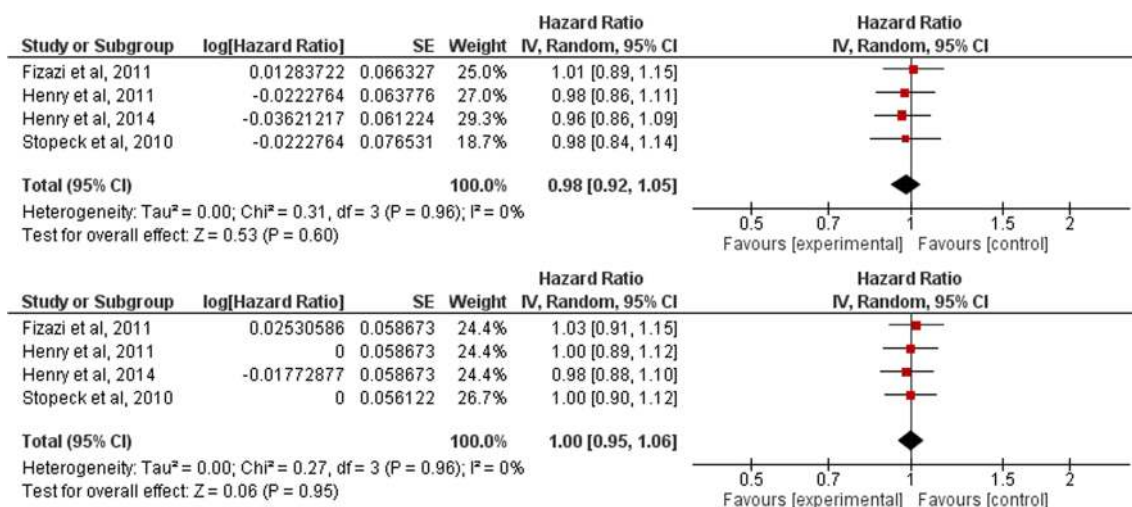 Hazard Ratio Hazard Ratio
Study or Subgroup log[Hazard Ratio] SE Weight IV, Random, 95% CI IV, Random, 95% CI
Fizazi et al, 2011 0.01283722 0.066327 25.0% 1.01 [0.89, 1.15]
Henry et al, 2011 -0.0222764 0.063776 27.0% 0.98 [0.86, 1.11]
Henry et al, 2014 -0.03621217 0.061224 29.3% 0.96 [0.86, 1.09]
Stopeck et al, 2010 -0.0222764 0.076531 18.7% 0.98 [0.84, 1.14]
Total (95% CI) 100.0% 0.98 [0.92, 1.05]
Heterogeneity: Tau² = 0.00; Chi² = 0.31, df = 3 (P = 0.96); I² = 0%
Test for overall effect: Z = 0.53 (P = 0.60)
0.5 0.7 1 1.5 2
Favours [experimental] Favours [control]
Hazard Ratio Hazard Ratio
Study or Subgroup log[Hazard Ratio] SE Weight IV, Random, 95% CI IV, Random, 95% CI
Fizazi et al, 2011 0.02530586 0.058673 24.4% 1.03 [0.91, 1.15]
Henry et al, 2011 0 0.058673 24.4% 1.00 [0.89, 1.12]
Henry et al, 2014 -0.01772877 0.058673 24.4% 0.98 [0.88, 1.10]
Stopeck et al, 2010 0 0.056122 26.7% 1.00 [0.90, 1.12]
Total (95% CI) 100.0% 1.00 [0.95, 1.06]
Heterogeneity: Tau² = 0.00; Chi² = 0.27, df = 3 (P = 0.96); I² = 0%
Test for overall effect: Z = 0.06 (P = 0.95)
0.5 0.7 1 1.5 2
Favours [experimental] Favours [control]